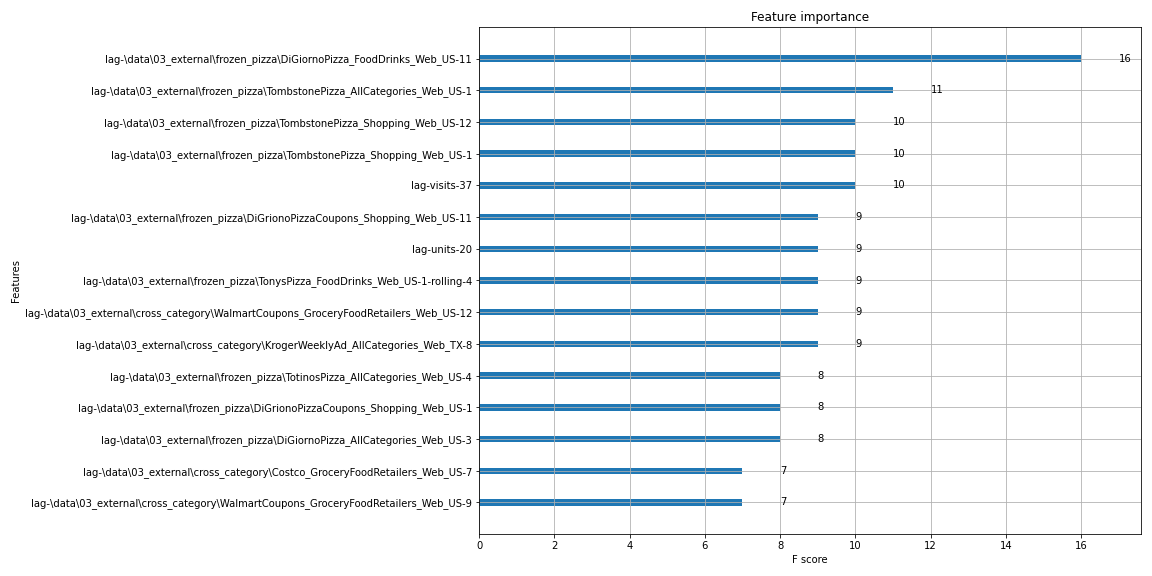 Feature importance
Features
lag-\data\03_external\frozen_pizza\DiGiornoPizza_FoodDrinks_Web_US-11 16
lag-\data\03_external\frozen_pizza\TombstonePizza_AllCategories_Web_US-1 11
lag-\data\03_external\frozen_pizza\TombstonePizza_Shopping_Web_US-12 10
lag-\data\03_external\frozen_pizza\TombstonePizza_Shopping_Web_US-1 10
lag-visits-37 10
lag-\data\03_external\frozen_pizza\DiGrionoPizzaCoupons_Shopping_Web_US-11 9
lag-units-20 9
lag-\data\03_external\frozen_pizza\TonysPizza_FoodDrinks_Web_US-1-rolling-4 9
lag-\data\03_external\cross_category\WalmartCoupons_GroceryFoodRetailers_Web_US-12 9
lag-\data\03_external\cross_category\KrogerWeeklyAd_AllCategories_Web_TX-8 9
lag-\data\03_external\frozen_pizza\TotinosPizza_AllCategories_Web_US-4 8
lag-\data\03_external\frozen_pizza\DiGrionoPizzaCoupons_Shopping_Web_US-1 8
lag-\data\03_external\frozen_pizza\DiGiornoPizza_AllCategories_Web_US-3 8
lag-\data\03_external\cross_category\Costco_GroceryFoodRetailers_Web_US-7 7
lag-\data\03_external\cross_category\WalmartCoupons_GroceryFoodRetailers_Web_US-9 7
0 2 4 6 8 10 12 14 16
F score